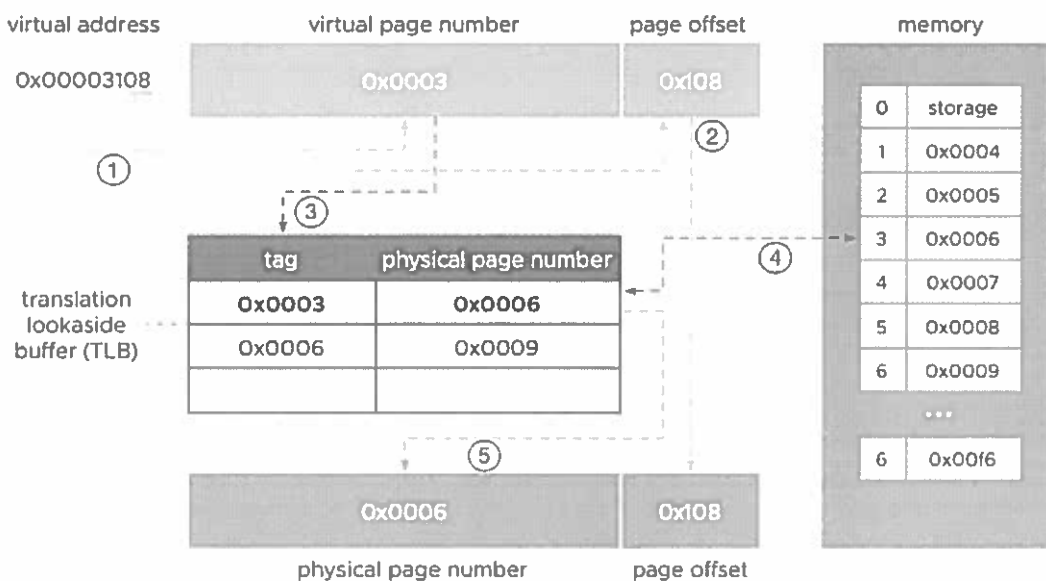 virtual address
virtual page number
page offset
memory
0x00003108
0x0003
0x108
0 storage
1 0x0004
2 0x0005
3 0x0006
4 0x0007
5 0x0008
6 0x0009
...
6 0x00f6
1
2
3
4
tag physical page number
0x0003 0x0006
0x0006 0x0009
translation
lookaside
buffer (TLB)
5
0x0006
0x108
physical page number
page offset